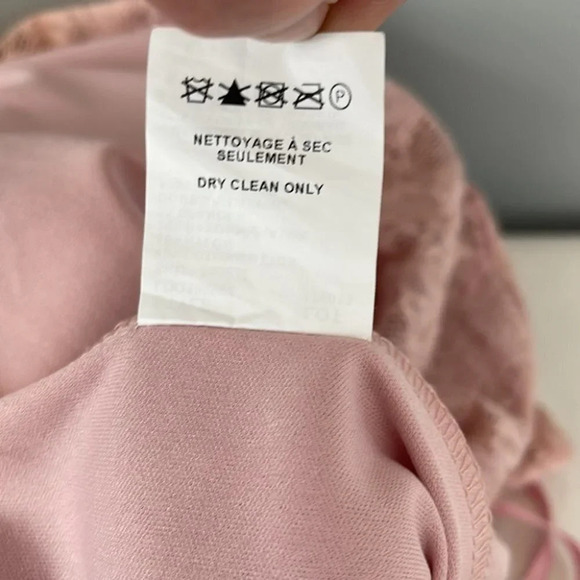 P
NETTOYAGE À SEC
SEULEMENT
DRY CLEAN ONLY